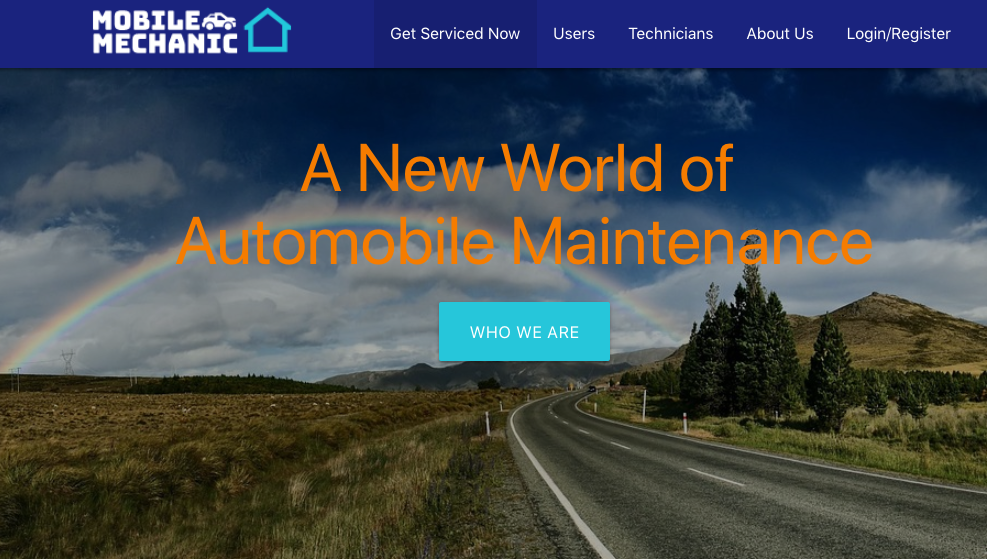 MOBILE
MECHANIC
Get Serviced Now Users Technicians About Us Login/Register
A New World of
Automobile Maintenance
WHO WE ARE